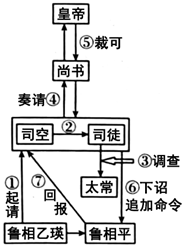 皇帝
⑤裁可
尚书
奏请④
司空
②
司徒
③调查
太常
①起请
⑦回报
⑥下诏
追加命令
鲁相乙瑛
鲁相平